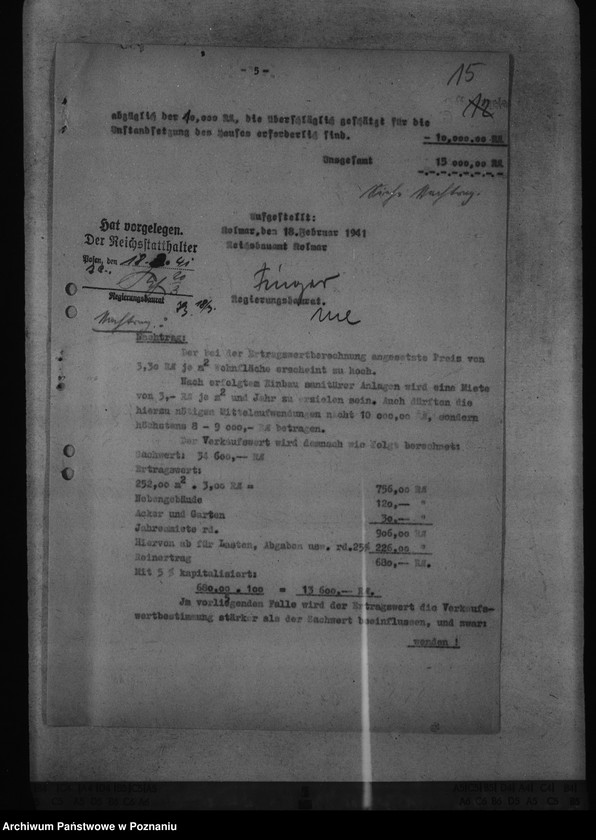 - 5 -
15
12
abzüglich der 10,000 RM, die überschläglich geschätzt für die
Instandsetzung des Hauses erforderlich sind.
- 10,000.00 RM
Insgesamt
15 000,00 RM
Siehe Nachtrag.
Aufgestellt:
Kolmar, den 18.Februar 1941
Reichsbauamt Kolmar
Regierungsbaurat.
Hat vorgelegen.
Der Reichsstatthalter
Posen, den
Regierungsbaurat
Nachtrag:
Nachtrag:
Der bei der Ertragswertberechnung angesetzte Preis von
3,30 RM je m2 Wohnfläche erscheint zu hoch.
Nach erfolgtem Einbau sanitärer Anlagen wird eine Miete
von 3,- RM je m2 und Jahr zu erzielen sein. Auch dürften die
hierzu nötigen Mittelaufwendungen nicht 10 000,00 RM, sondern
höchstens 8 - 9 000,- RM betragen.
Der Verkaufswert wird demnach wie folgt berechnet:
Sachwert: 34 600,-- RM
Ertragswert:
252,00 m2 . 3,00 RM = 756,00 RM
Nebengebäude 120,-- "
Acker und Garten 30,-- "
Jahresmiete rd. 906,00 "
Hiervon ab für Lasten, Abgaben usw. rd.25% 226,00 "
Reinertrag 680,-- RM.
Mit 5 % kapitalisiert:
680.00 . 100 = 13 600,-- RM.
5
Im vorliegenden Falle wird der Ertragswert die Verkaufs-
wertbestimmung stärker als der Sachwert beeinflussen, und zwar:
wenden !
Archiwum Państwowe w Poznaniu